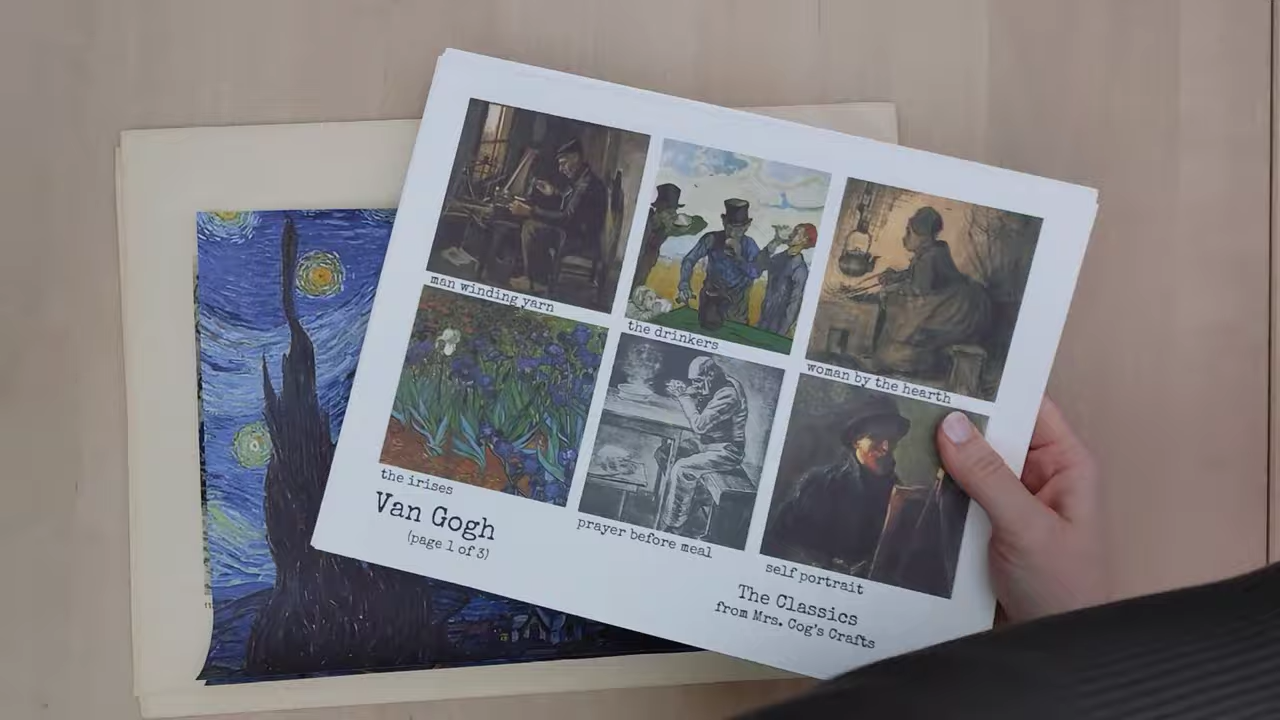 man winding yarn
the drinkers
woman by the hearth
the irises
prayer before meal
self portrait
Van Gogh
(page 1 of 3)
The Classics
from Mrs. Cog's Crafts